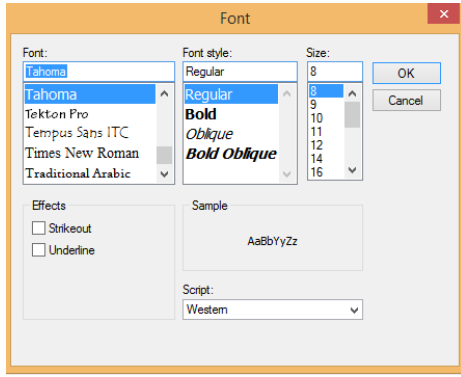 Font
Font:
Tahoma
Tahoma
Tekton Pro
Tempus Sans ITC
Times New Roman
Traditional Arabic
Font style:
Regular
Regular
Bold
Oblique
Bold Oblique
Size:
8
8
9
10
11
12
14
16
OK
Cancel
Effects
Strikeout
Underline
Sample
AaBbYyZz
Script:
Western